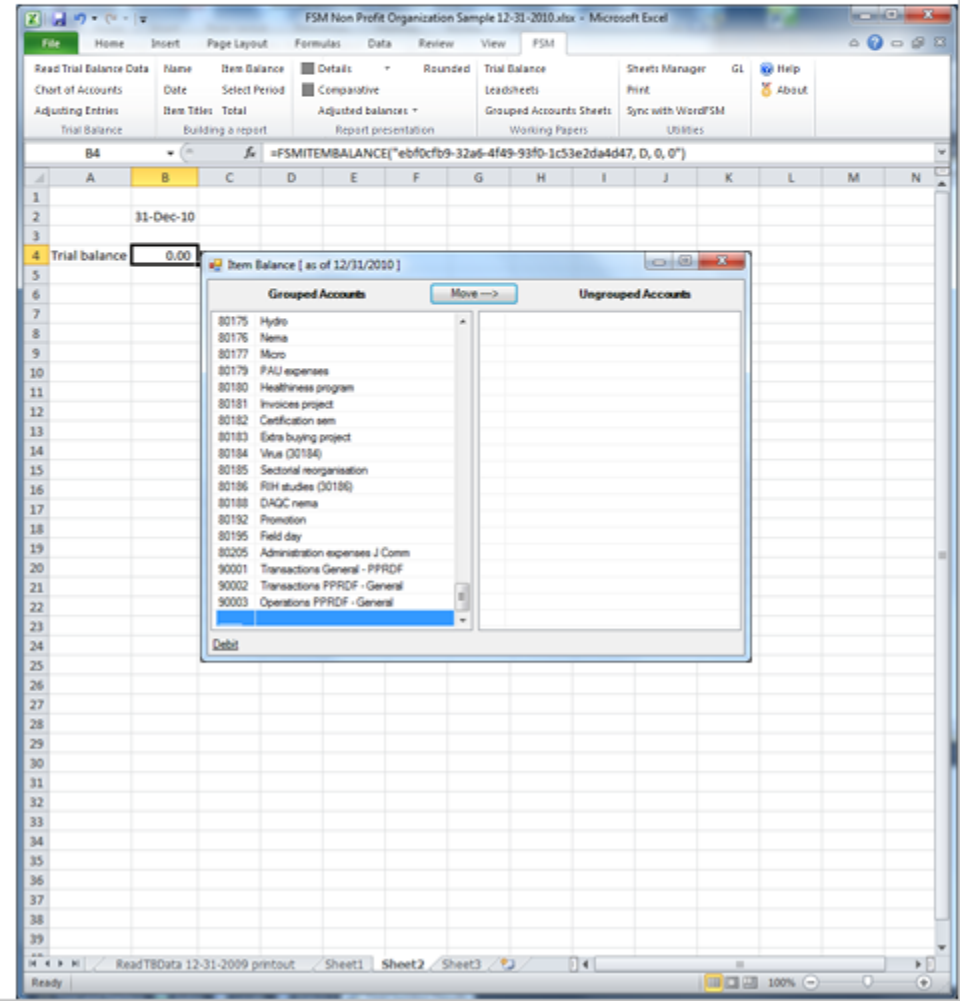 FSM Non Profit Organization Sample 12-31-2010.xlsx - Microsoft Excel
File Home Insert Page Layout Formulas Data Review View FSM
Read Trial Balance Data Name Item Balance Details Rounded Trial Balance Sheets Manager GL Help
Chart of Accounts Date Select Period Comparative Leadsheets Print About
Adjusting Entries Item Titles Total Adjusted balances Grouped Accounts Sheets Sync with WordFSM
Trial Balance Building a report Report presentation Working Papers Utilities
B4 fx =FSMITEMBALANCE("ebf0cfb9-32a6-4f49-93f0-1c53e2da4d47, D, 0, 0")
A B C D E F G H I J K L M N
1
2 31-Dec-10
3
4 Trial balance 0.00
5
6
7
8
9
10
11
12
13
14
15
16
17
18
19
20
21
22
23
24
25
26
27
28
29
30
31
32
33
34
35
36
37
38
39
Item Balance [ as of 12/31/2010 ]
Grouped Accounts Move ---> Ungrouped Accounts
80175 Hydro
80176 Nema
80177 Micro
80179 PAU expenses
80180 Healthiness program
80181 Invoices project
80182 Certification sem
80183 Extra buying project
80184 Virus (30184)
80185 Sectorial reorganisation
80186 RIH studies (30186)
80188 DAQC nema
80192 Promotion
80195 Field day
80205 Administration expenses J Comm
90001 Transactions General - PPRDF
90002 Transactions PPRDF - General
90003 Operations PPRDF - General
Debit
ReadTBData 12-31-2009 printout Sheet1 Sheet2 Sheet3
Ready 100%